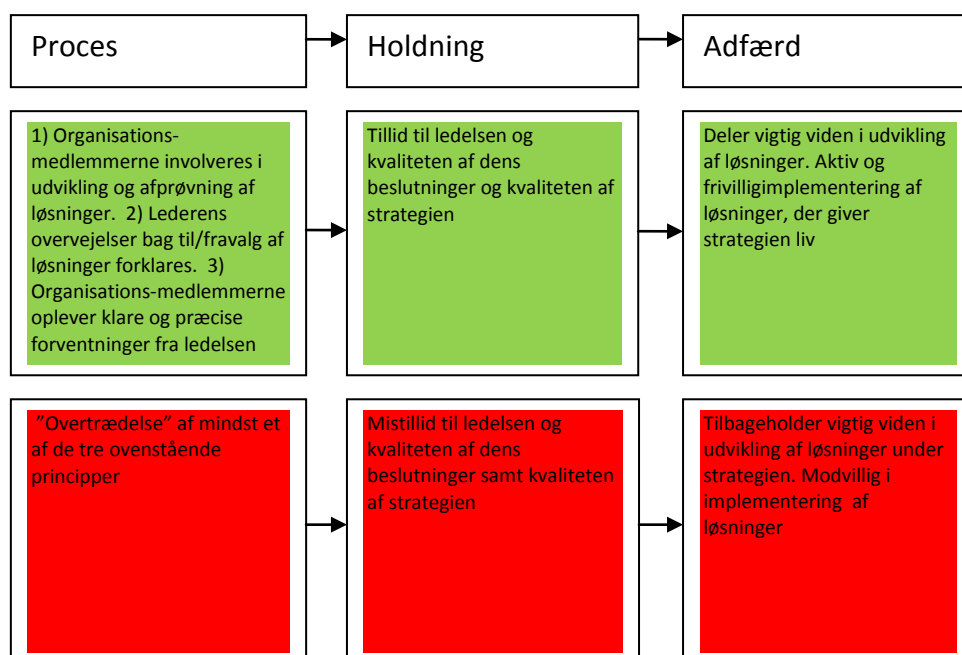 Proces
Holdning
Adfærd
1) Organisations-
medlemmerne involveres i
udvikling og afprøvning af
løsninger.  2) Lederens
overvejelser bag til/fravalg af
løsninger forklares.  3)
Organisations-medlemmerne
oplever klare og præcise
forventninger fra ledelsen
Tillid til ledelsen og
kvaliteten af dens
beslutninger og kvaliteten af
strategien
Deler vigtig viden i udvikling
af løsninger. Aktiv og
frivilligimplementering af
løsninger, der giver
strategien liv
”Overtrædelse” af mindst et
af de tre ovenstående
principper
Mistillid til ledelsen og
kvaliteten af dens
beslutninger samt kvaliteten
af strategien
Tilbageholder vigtig viden i
udvikling af løsninger under
strategien. Modvillig i
implementering  af
løsninger